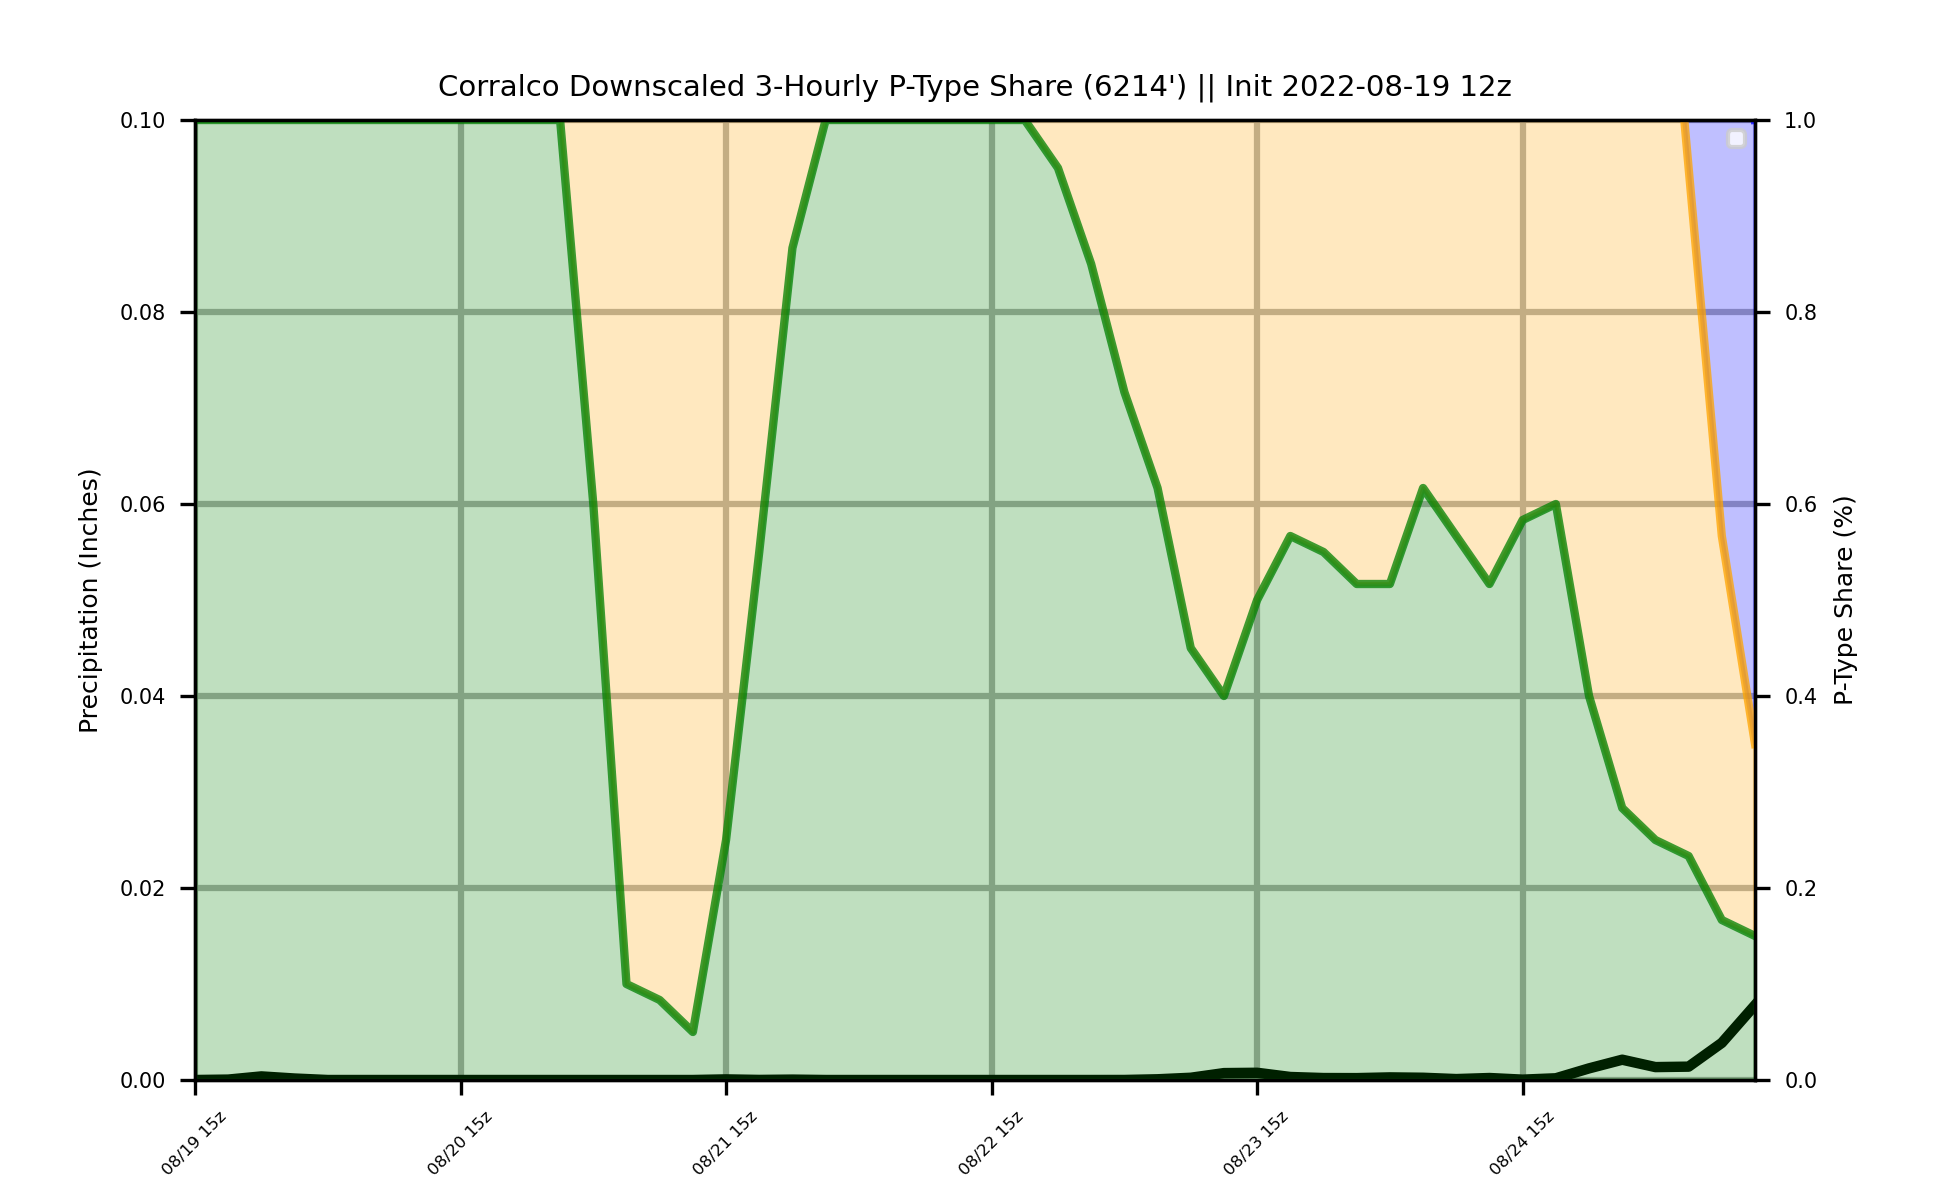 Corralco Downscaled 3-Hourly P-Type Share (6214') || Init 2022-08-19 12z
0.10
0.08
0.06
0.04
0.02
0.00
Precipitation (Inches)
1.0
0.8
0.6
0.4
0.2
0.0
P-Type Share (%)
08/19 15z
08/20 15z
08/21 15z
08/22 15z
08/23 15z
08/24 15z